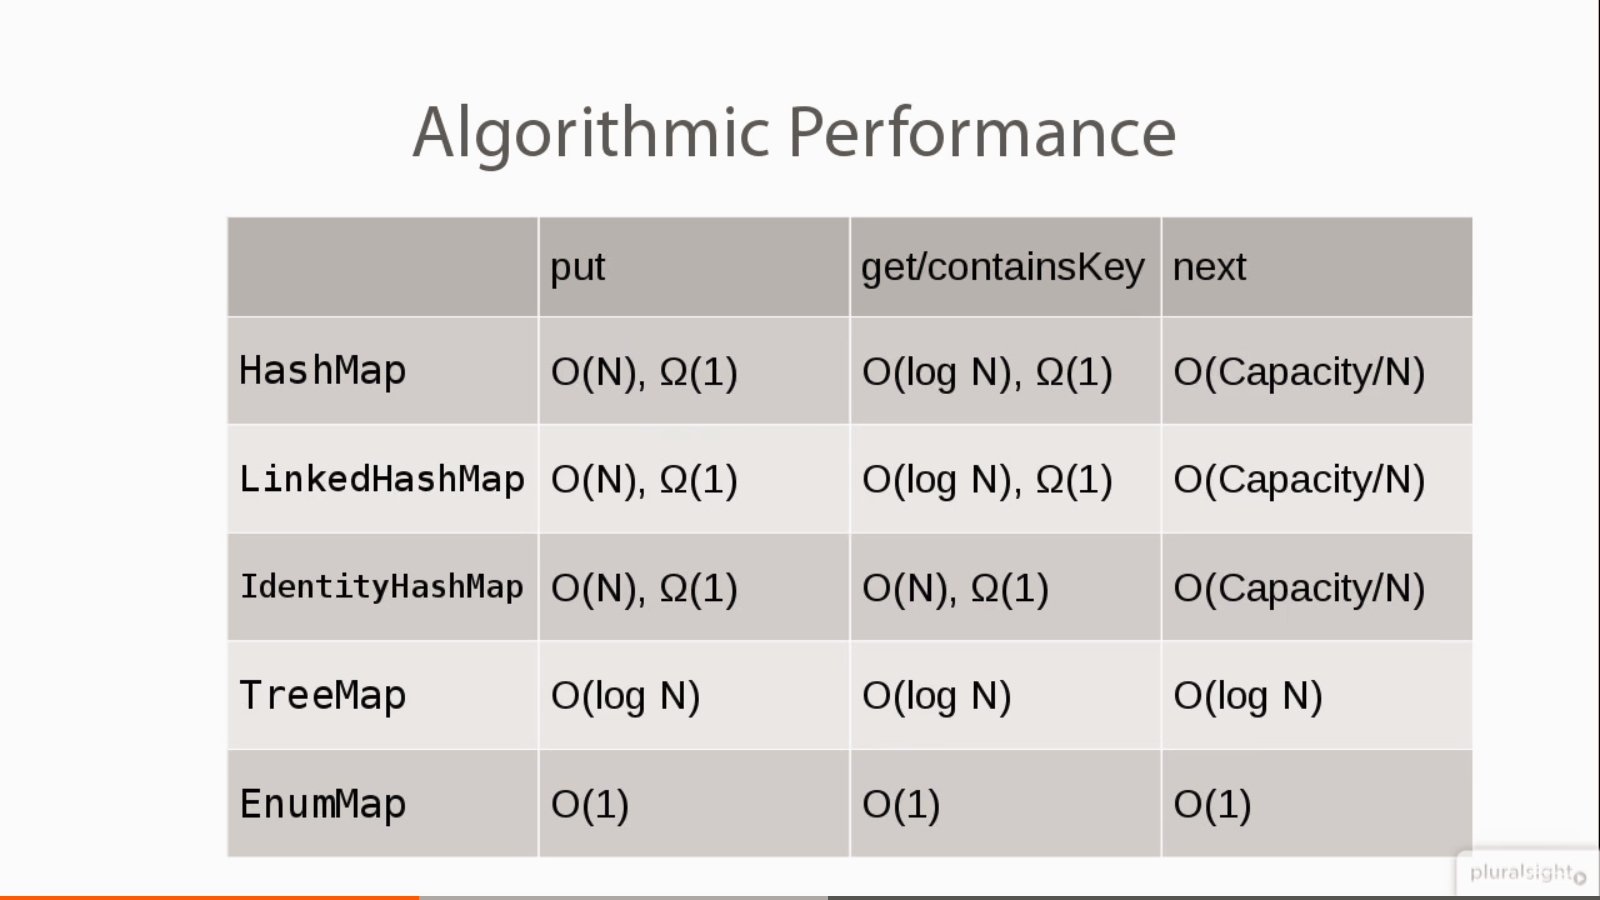 Algorithmic Performance
put get/containsKey next
HashMap O(N), Ω(1) O(log N), Ω(1) O(Capacity/N)
LinkedHashMap O(N), Ω(1) O(log N), Ω(1) O(Capacity/N)
IdentityHashMap O(N), Ω(1) O(N), Ω(1) O(Capacity/N)
TreeMap O(log N) O(log N) O(log N)
EnumMap O(1) O(1) O(1)
pluralsight